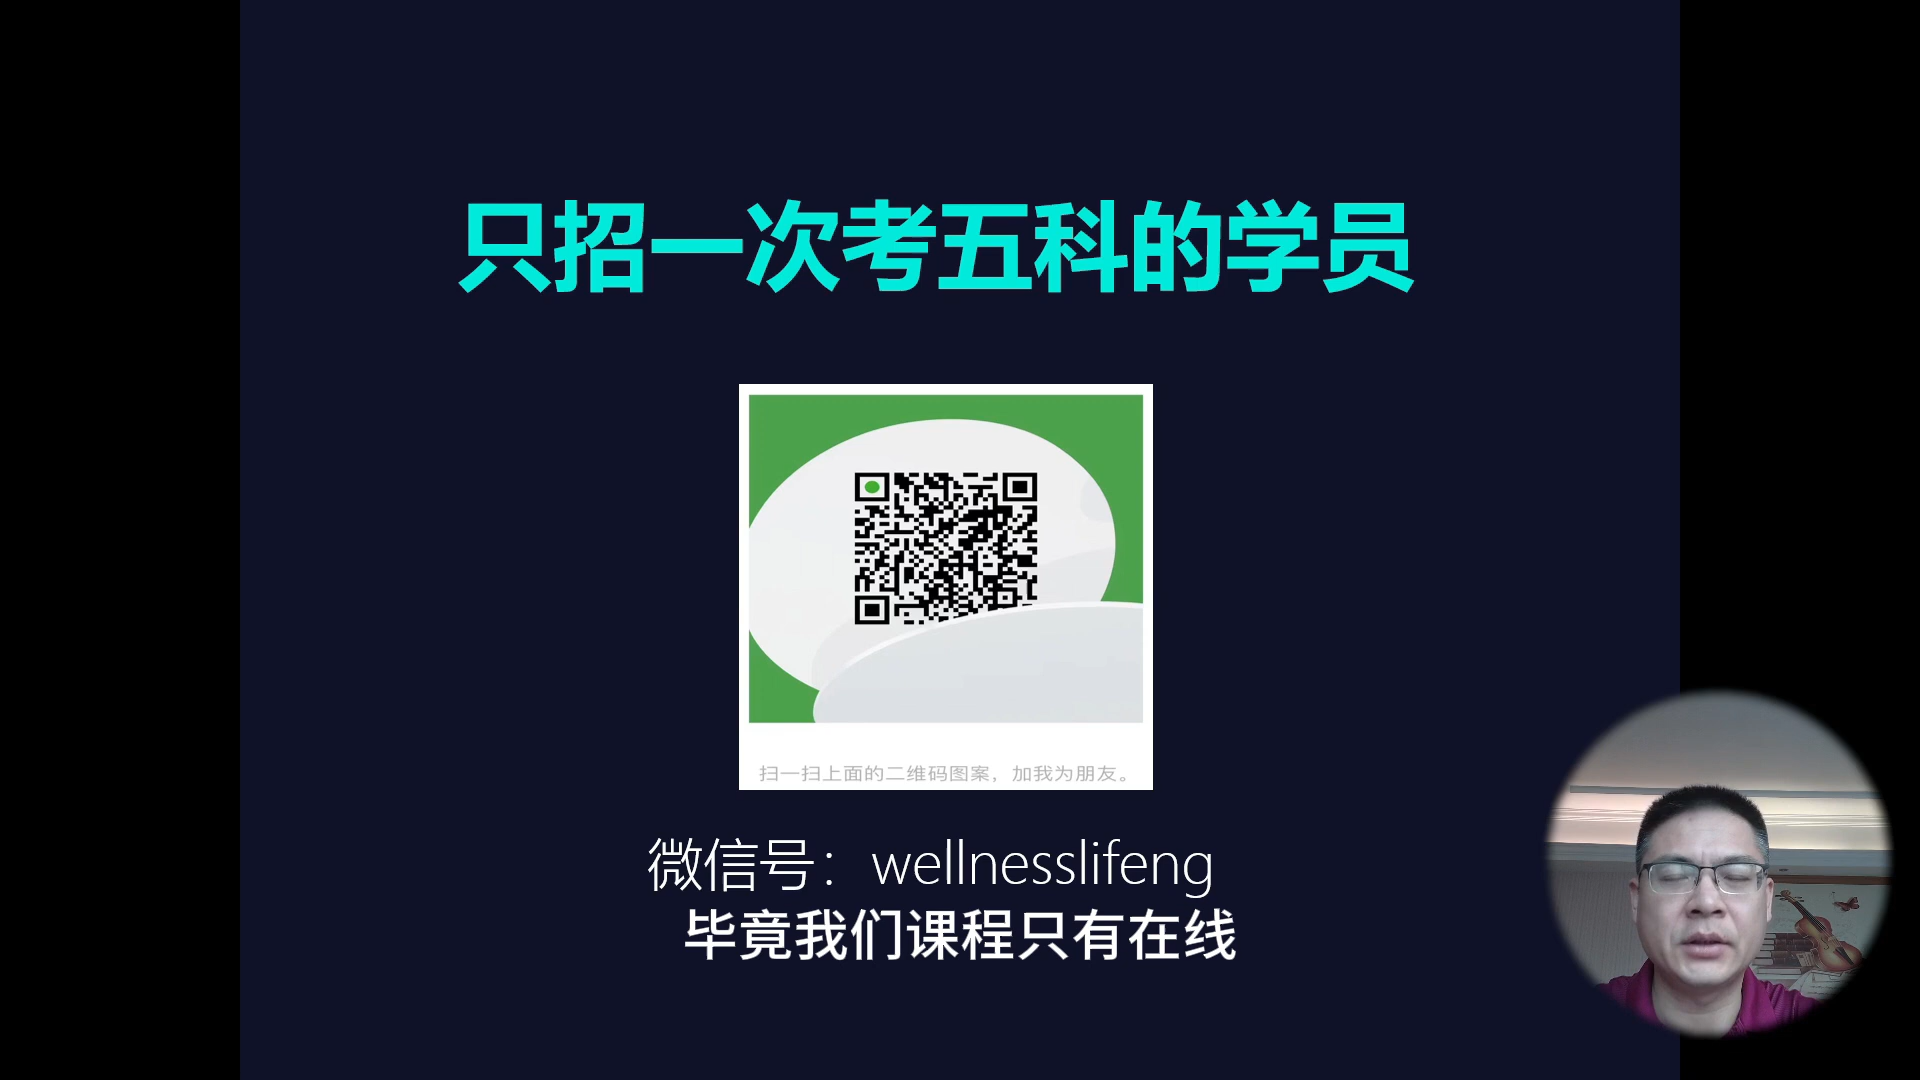 只招一次考五科的学员
扫一扫上面的二维码图案，加我为朋友。
微信号：wellnesslifeng
毕竟我们课程只有在线